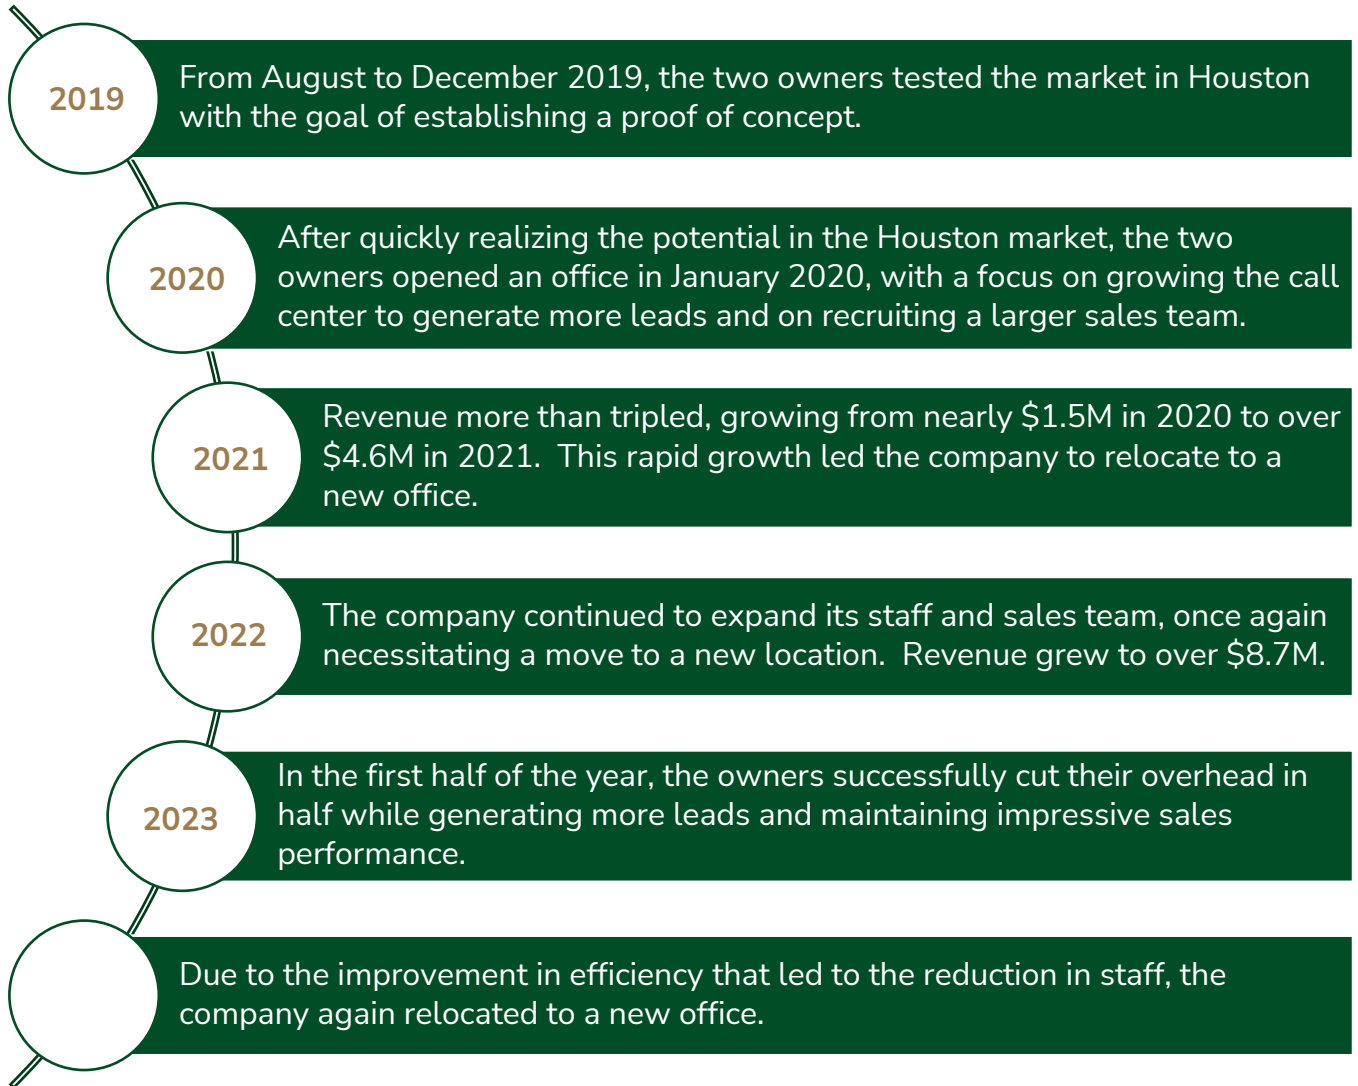 2019
From August to December 2019, the two owners tested the market in Houston
with the goal of establishing a proof of concept.
2020
After quickly realizing the potential in the Houston market, the two
owners opened an office in January 2020, with a focus on growing the call
center to generate more leads and on recruiting a larger sales team.
2021
Revenue more than tripled, growing from nearly $1.5M in 2020 to over
$4.6M in 2021.  This rapid growth led the company to relocate to a
new office.
2022
The company continued to expand its staff and sales team, once again
necessitating a move to a new location.  Revenue grew to over $8.7M.
2023
In the first half of the year, the owners successfully cut their overhead in
half while generating more leads and maintaining impressive sales
performance.
Due to the improvement in efficiency that led to the reduction in staff, the
company again relocated to a new office.